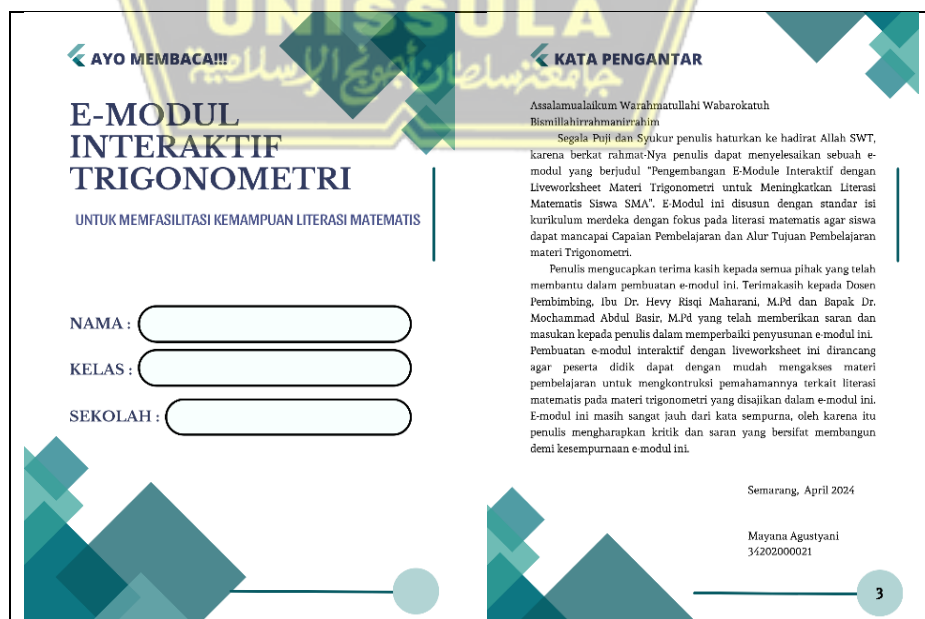 UNISSULA
جامعتسلطان أجونج الإسلامية
AYO MEMBACA!!!
E-MODUL
INTERAKTIF
TRIGONOMETRI
UNTUK MEMFASILITASI KEMAMPUAN LITERASI MATEMATIS
NAMA :
KELAS :
SEKOLAH :
KATA PENGANTAR
Assalamualaikum Warahmatullahi Wabarokatuh
Bismillahirrahmanirrahim
Segala Puji dan Syukur penulis haturkan ke hadirat Allah SWT,
karena berkat rahmat-Nya penulis dapat menyelesaikan sebuah e-
modul yang berjudul "Pengembangan E-Module Interaktif dengan
Liveworksheet Materi Trigonometri untuk Meningkatkan Literasi
Matematis Siswa SMA". E-Modul ini disusun dengan standar isi
kurikulum merdeka dengan fokus pada literasi matematis agar siswa
dapat mancapai Capaian Pembelajaran dan Alur Tujuan Pembelajaran
materi Trigonometri.
Penulis mengucapkan terima kasih kepada semua pihak yang telah
membantu dalam pembuatan e-modul ini. Terimakasih kepada Dosen
Pembimbing, Ibu Dr. Hevy Risqi Maharani, M.Pd dan Bapak Dr.
Mochammad Abdul Basir, M.Pd yang telah memberikan saran dan
masukan kepada penulis dalam memperbaiki penyusunan e-modul ini.
Pembuatan e-modul interaktif dengan liveworksheet ini dirancang
agar peserta didik dapat dengan mudah mengakses materi
pembelajaran untuk mengkontruksi pemahamannya terkait literasi
matematis pada materi trigonometri yang disajikan dalam e-modul ini.
E-modul ini masih sangat jauh dari kata sempurna, oleh karena itu
penulis mengharapkan kritik dan saran yang bersifat membangun
demi kesempurnaan e-modul ini.
Semarang, April 2024
Mayana Agustyani
34202000021
3